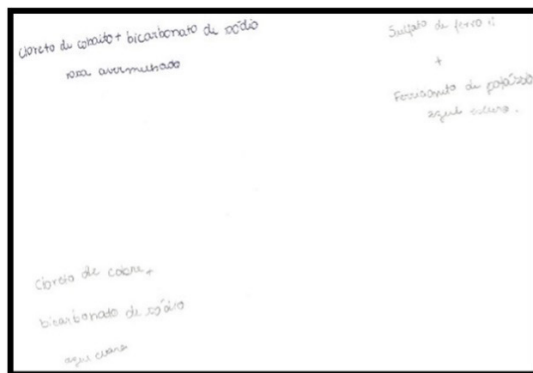 cloreto de cobalto + bicarbonato de sódio
rosa avermelhado
Sulfato de ferro ii
+
Ferrocianeto de potássio
azul escuro.
Cloreto de cobre +
bicarbonato de sódio
azul claro